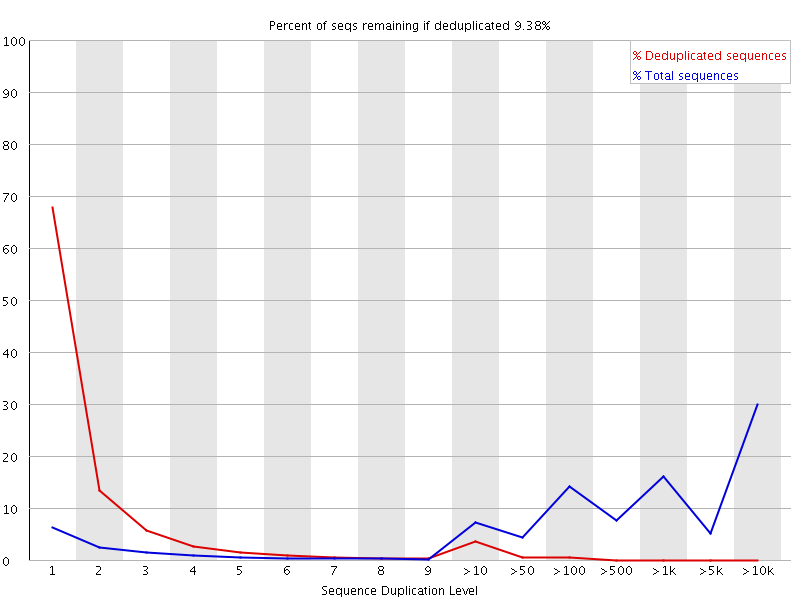 Percent of seqs remaining if deduplicated 9.38%
% Deduplicated sequences
% Total sequences
100
90
80
70
60
50
40
30
20
10
0
1 2 3 4 5 6 7 8 9 >10 >50 >100 >500 >1k >5k >10k
Sequence Duplication Level